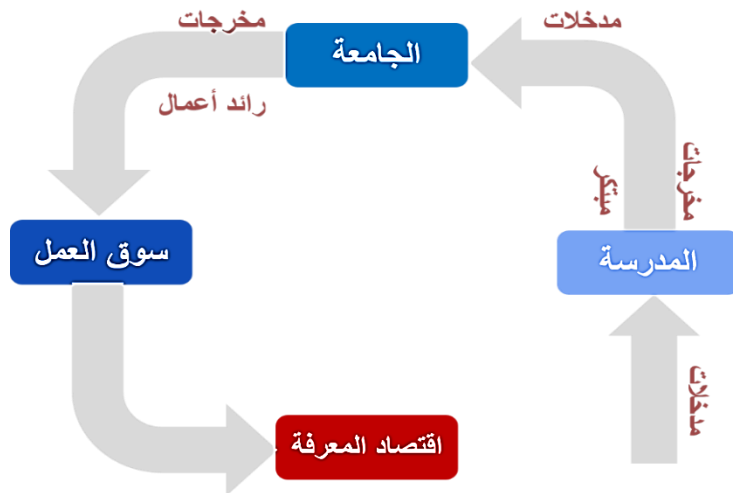 مدخلات
مخرجات
الجامعة
رائد أعمال
مخرجات
مبتكر
المدرسة
سوق العمل
مدخلات
اقتصاد المعرفة